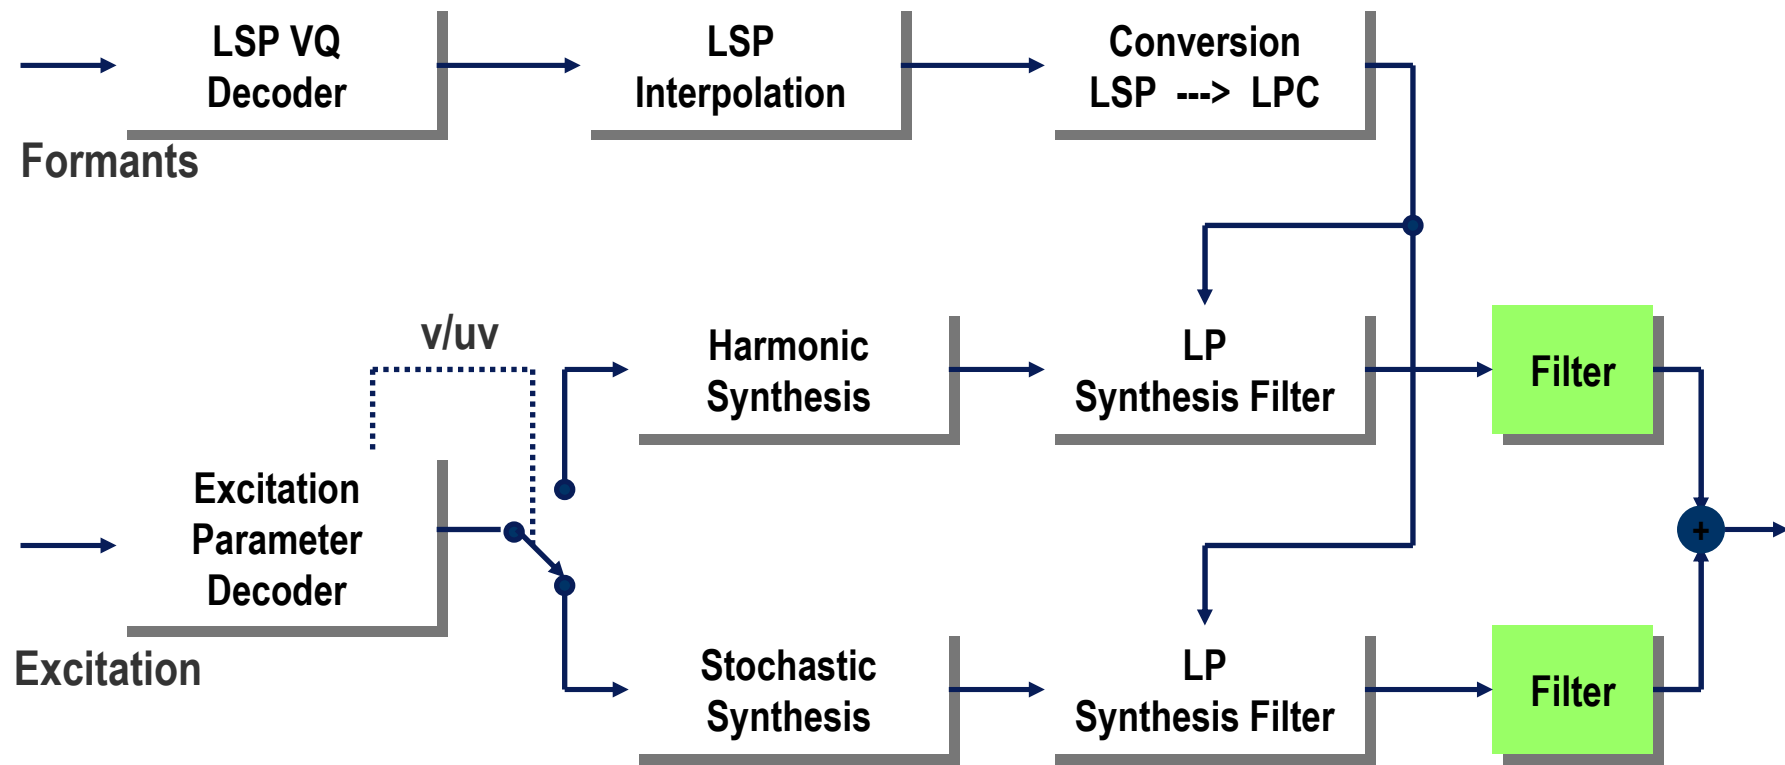 LSP VQ
Decoder
LSP
Interpolation
Conversion
LSP ---> LPC
Formants
v/uv
Harmonic
Synthesis
LP
Synthesis Filter
Filter
Excitation
Parameter
Decoder
+
Excitation
Stochastic
Synthesis
LP
Synthesis Filter
Filter